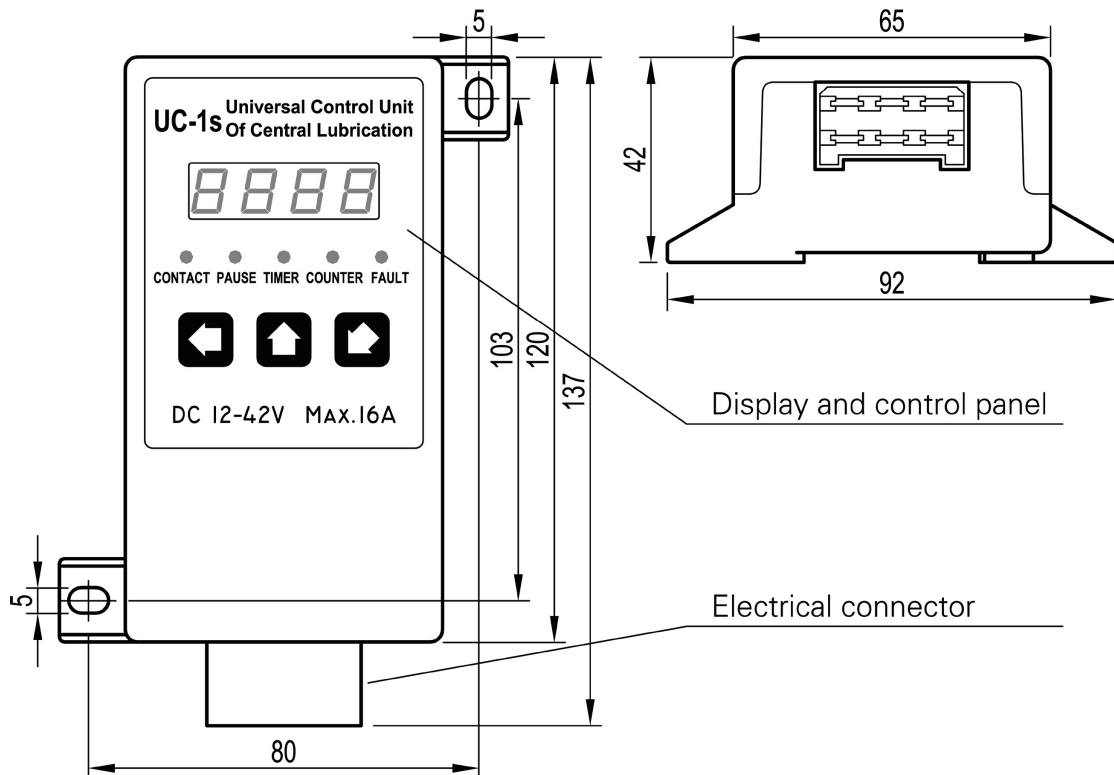 5
65
UC-1s Universal Control Unit
Of Central Lubrication
42
8888
CONTACT PAUSE TIMER COUNTER FAULT
92
103 120
137
Display and control panel
DC 12-42V MAX.16A
5
Electrical connector
80